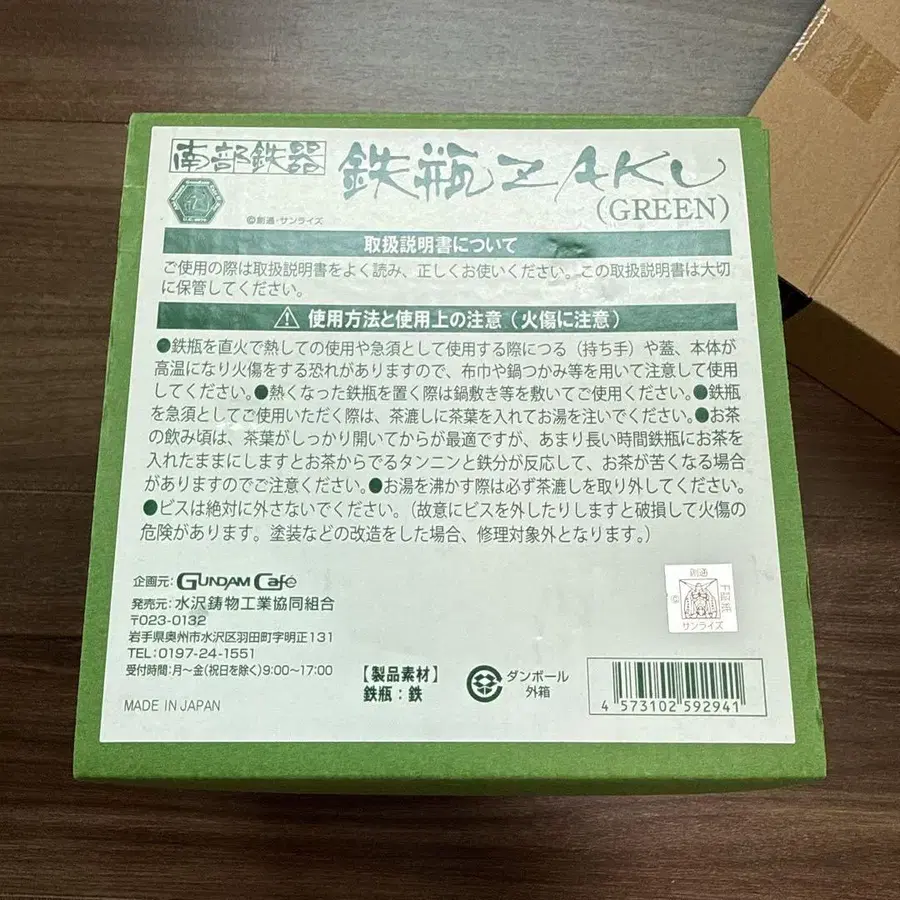 南部鉄器 鉄瓶 ZAKU
(GREEN)
©創通・サンライズ
取扱説明書について
ご使用の際は取扱説明書をよく読み、正しくお使いください。この取扱説明書は大切
に保管してください。
使用方法と使用上の注意（火傷に注意）
●鉄瓶を直火で熱しての使用や急須として使用する際につる（持ち手）や蓋、本体が
高温になり火傷をする恐れがありますので、布巾や鍋つかみ等を用いて注意して使用
してください。●熱くなった鉄瓶を置く際は鍋敷き等を敷いてご使用ください。●鉄瓶
を急須としてご使用いただく際は、茶漉しに茶葉を入れてお湯を注いでください。●お茶
の飲み頃は、茶葉がしっかり開いてからが最適ですが、あまり長い時間鉄瓶にお茶を
入れたままにしますとお茶からでるタンニンと鉄分が反応して、お茶が苦くなる場合
がありますのでご注意ください。●お湯を沸かす際は必ず茶漉しを取り外してください。
●ビスは絶対に外さないでください。（故意にビスを外したりしますと破損して火傷の
危険があります。塗装などの改造をした場合、修理対象外となります。）
企画元：GUNDAM Café
発売元：水沢鋳物工業協同組合
〒023-0132
岩手県奥州市水沢区羽田町字明正131
TEL：0197-24-1551
受付時間：月～金（祝日を除く）9:00～17:00
MADE IN JAPAN
【製品素材】
鉄瓶：鉄
ダンボール
外箱
創通
サンライズ
4 573102 592941